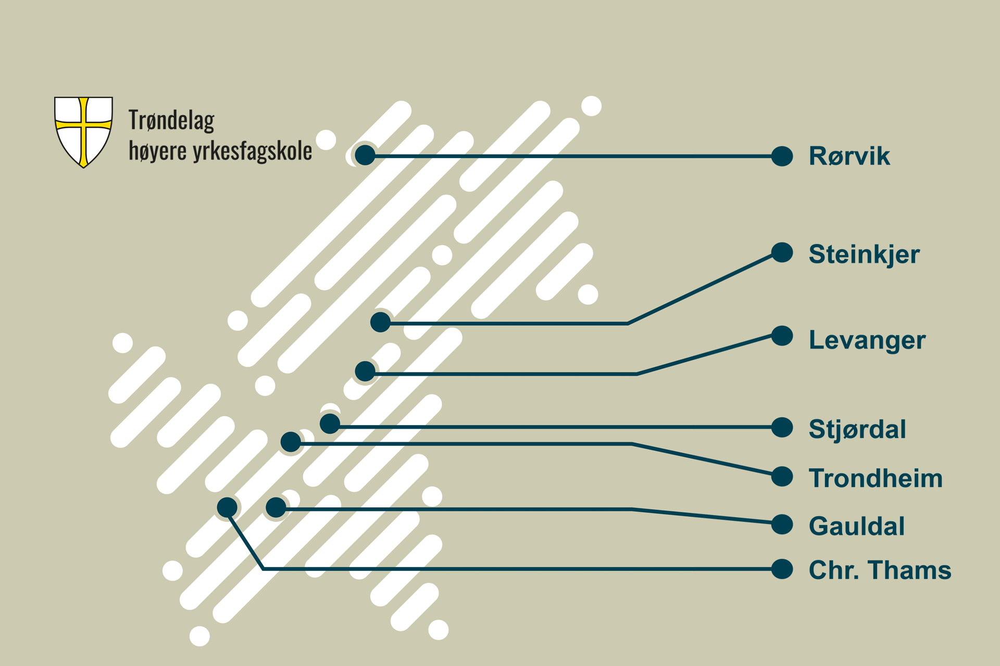 Trøndelag
høyere yrkesfagskole
Rørvik
Steinkjer
Levanger
Stjørdal
Trondheim
Gauldal
Chr. Thams